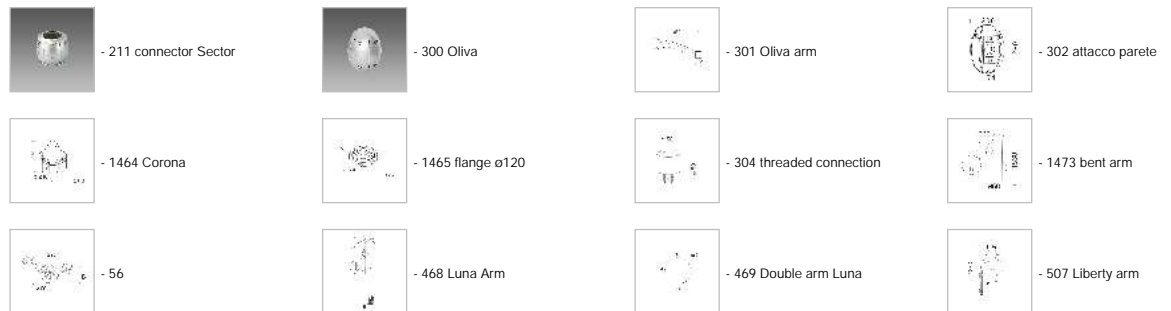 - 211 connector Sector
- 300 Oliva
- 301 Oliva arm
- 302 attacco parete
- 1464 Corona
- 1465 flange ø120
- 304 threaded connection
- 1473 bent arm
- 56
- 468 Luna Arm
- 469 Double arm Luna
- 507 Liberty arm